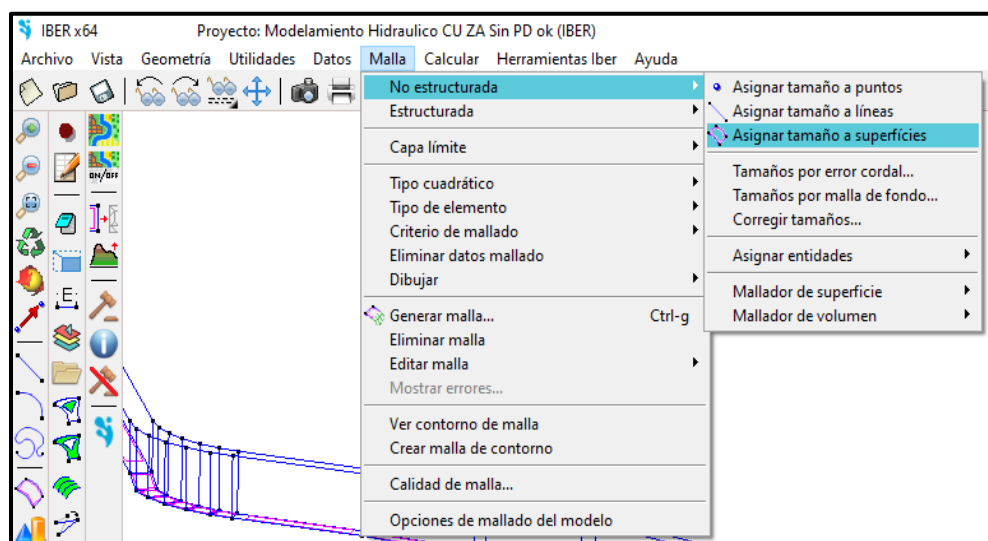 IBER x64 Proyecto: Modelamiento Hidraulico CU ZA Sin PD ok (IBER)
Archivo Vista Geometría Utilidades Datos Malla Calcular Herramientas Iber Ayuda
No estructurada
Estructurada
Capa límite
Tipo cuadrático
Tipo de elemento
Criterio de mallado
Eliminar datos mallado
Dibujar
Generar malla... Ctrl-g
Eliminar malla
Editar malla
Mostrar errores...
Ver contorno de malla
Crear malla de contorno
Calidad de malla...
Opciones de mallado del modelo
Asignar tamaño a puntos
Asignar tamaño a líneas
Asignar tamaño a superfícies
Tamaños por error cordal...
Tamaños por malla de fondo...
Corregir tamaños...
Asignar entidades
Mallador de superficie
Mallador de volumen
ON/OFF
E